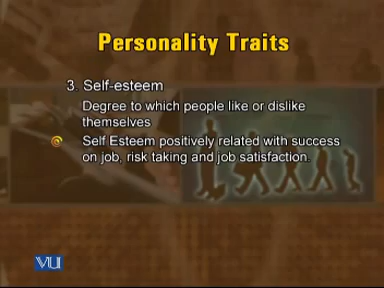 Personality Traits
3. Self-esteem
Degree to which people like or dislike
themselves
Self Esteem positively related with success
on job, risk taking and job satisfaction.
VU